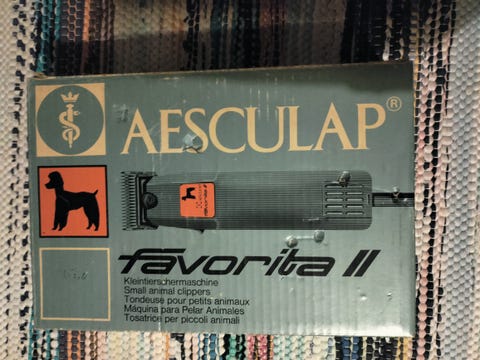 AESCULAP®
favorita II
Kleintierschermaschine
Small animal clippers
Tondeuse pour petits animaux
Máquina para Pelar Animales
Tosatrice per piccoli animali